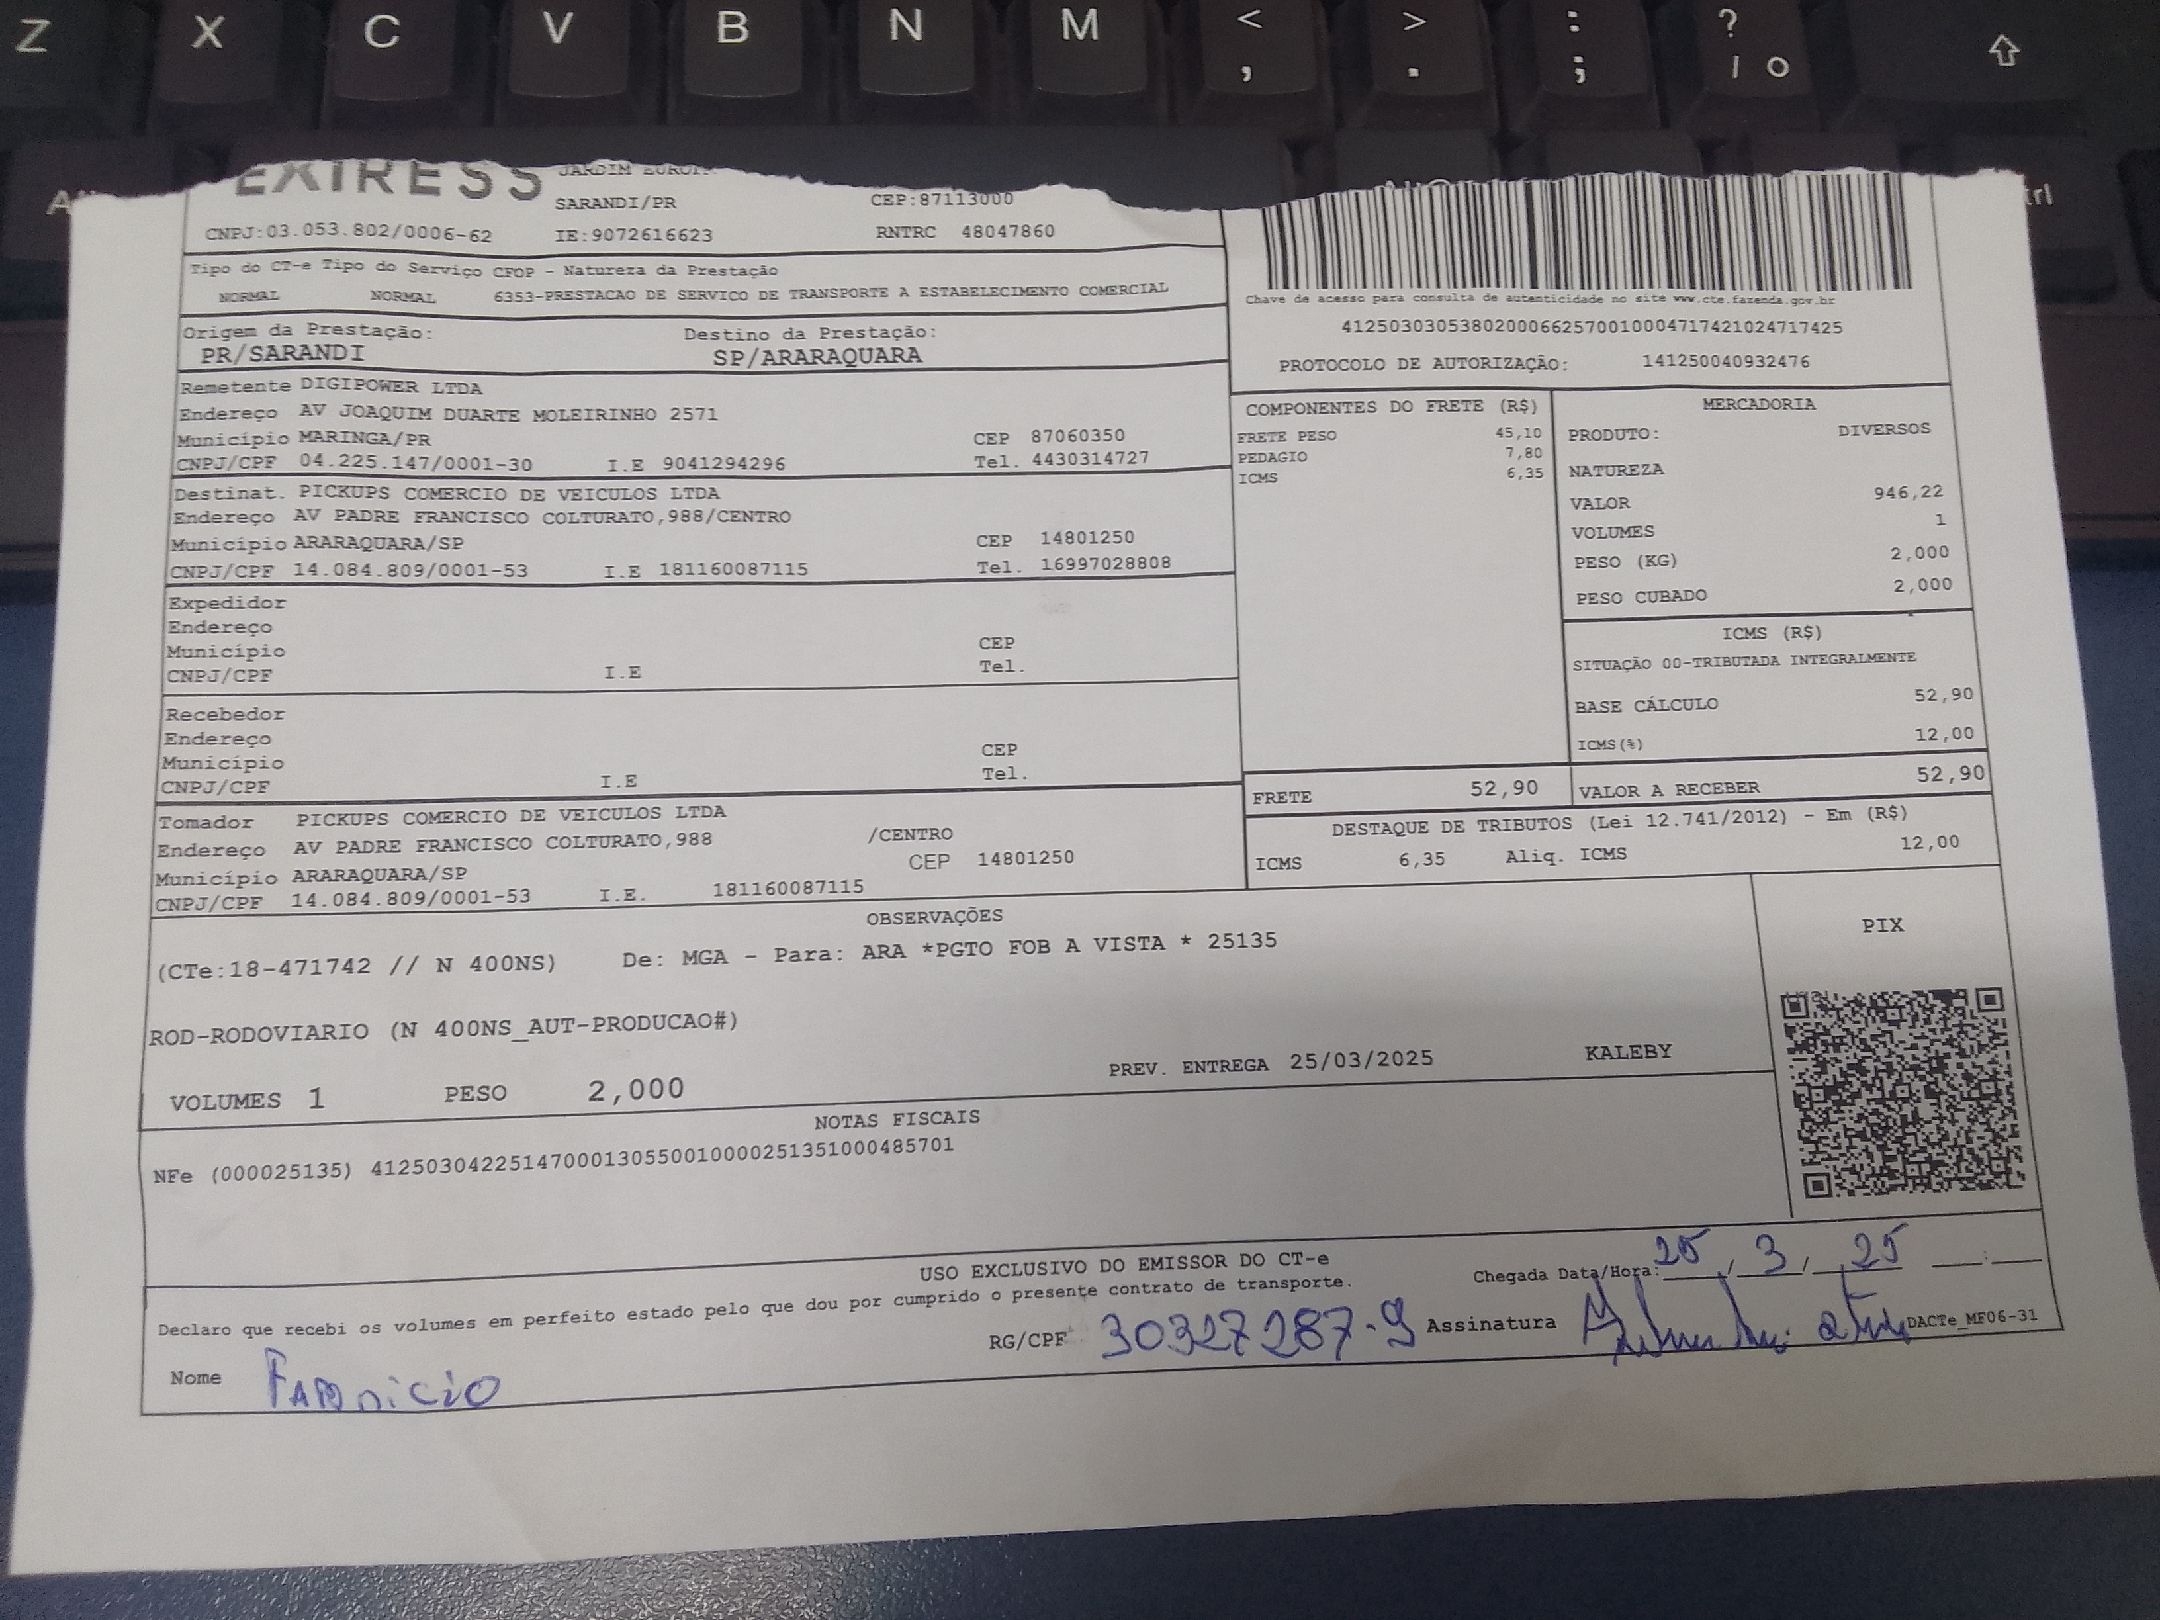 Z X C V B N M < , > . : ; ? / °
EXPRESS
JARDIM EUROPA
SARANDI/PR CEP:87113000
CNPJ:03.053.802/0006-62 IE:9072616623 RNTRC 48047860
Tipo do CT-e Tipo do Serviço CFOP - Natureza da Prestação
NORMAL NORMAL 6353-PRESTACAO DE SERVICO DE TRANSPORTE A ESTABELECIMENTO COMERCIAL
Origem da Prestação: Destino da Prestação:
PR/SARANDI SP/ARARAQUARA
Remetente DIGIPOWER LTDA
Endereço AV JOAQUIM DUARTE MOLEIRINHO 2571
Município MARINGA/PR CEP 87060350
CNPJ/CPF 04.225.147/0001-30 I.E 9041294296 Tel. 4430314727
Destinat. PICKUPS COMERCIO DE VEICULOS LTDA
Endereço AV PADRE FRANCISCO COLTURATO,988/CENTRO
Município ARARAQUARA/SP CEP 14801250
CNPJ/CPF 14.084.809/0001-53 I.E 181160087115 Tel. 16997028808
Expedidor
Endereço
Município CEP
CNPJ/CPF I.E Tel.
Recebedor
Endereço
Município CEP
CNPJ/CPF I.E Tel.
Tomador PICKUPS COMERCIO DE VEICULOS LTDA
Endereço AV PADRE FRANCISCO COLTURATO,988 /CENTRO
Município ARARAQUARA/SP CEP 14801250
CNPJ/CPF 14.084.809/0001-53 I.E. 181160087115
Chave de acesso para consulta de autenticidade no site www.cte.fazenda.gov.br
41250303053802000662570010004717421024717425
PROTOCOLO DE AUTORIZAÇÃO: 141250040932476
COMPONENTES DO FRETE (R$)
FRETE PESO 45,10
PEDAGIO 7,80
ICMS 6,35
MERCADORIA
PRODUTO: DIVERSOS
NATUREZA
VALOR 946,22
VOLUMES 1
PESO (KG) 2,000
PESO CUBADO 2,000
ICMS (R$)
SITUAÇÃO 00-TRIBUTADA INTEGRALMENTE
BASE CÁLCULO 52,90
ICMS(%) 12,00
FRETE 52,90 VALOR A RECEBER 52,90
DESTAQUE DE TRIBUTOS (Lei 12.741/2012) - Em (R$)
ICMS 6,35 Aliq. ICMS 12,00
OBSERVAÇÕES
(CTe:18-471742 // N 400NS) De: MGA - Para: ARA *PGTO FOB A VISTA * 25135
ROD-RODOVIARIO (N 400NS_AUT-PRODUCAO#)
PREV. ENTREGA 25/03/2025 KALEBY
VOLUMES 1 PESO 2,000
PIX
NOTAS FISCAIS
NFe (000025135) 41250304225147000130550010000251351000485701
USO EXCLUSIVO DO EMISSOR DO CT-e
Declaro que recebi os volumes em perfeito estado pelo que dou por cumprido o presente contrato de transporte.
Chegada Data/Hora: 25/3/25 __:__
Nome Fabricio RG/CPF 30327287-9 Assinatura DACTe_MF06-31